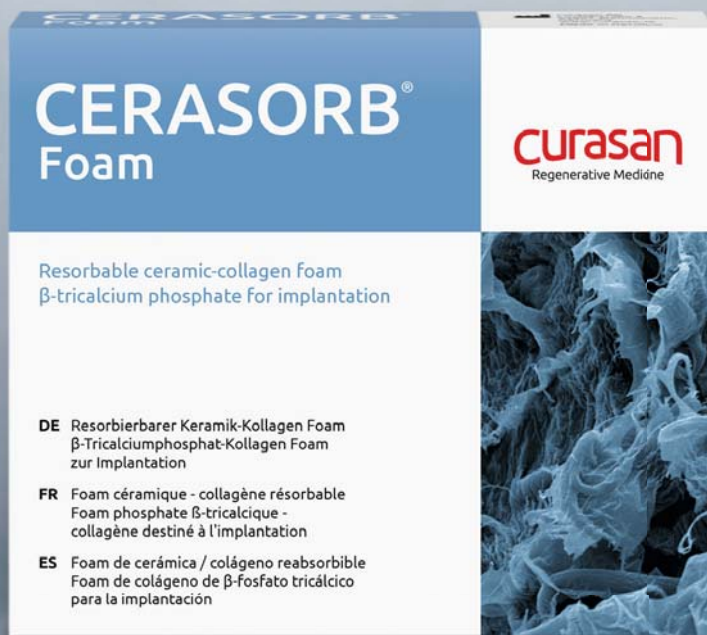 CERASORB
Foam
CERASORB®
Foam
curasan
Regenerative Medicine
Resorbable ceramic-collagen foam
β-tricalcium phosphate for implantation
DE Resorbierbarer Keramik-Kollagen Foam
β-Tricalciumphosphat-Kollagen Foam
zur Implantation
FR Foam céramique - collagène résorbable
Foam phosphate ß-tricalcique -
collagène destiné à l'implantation
ES Foam de cerámica / colágeno reabsorbible
Foam de colágeno de β-fosfato tricálcico
para la implantación